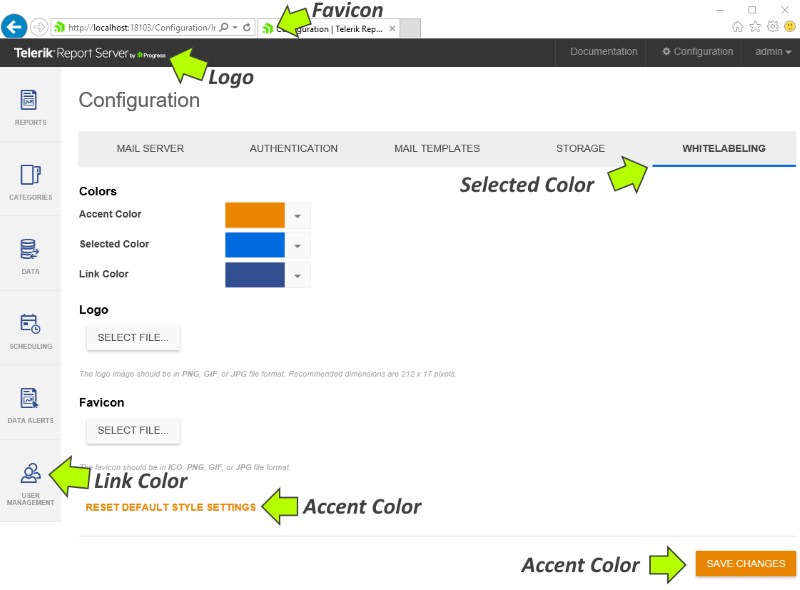 Favicon
http://localhost:18103/Configuration/I
Configuration | Telerik Rep...
Telerik Report Server by Progress
Logo
Documentation
Configuration
admin
REPORTS
CATEGORIES
DATA
SCHEDULING
DATA ALERTS
USER
MANAGEMENT
Configuration
MAIL SERVER
AUTHENTICATION
MAIL TEMPLATES
STORAGE
WHITELABELING
Selected Color
Colors
Accent Color
Selected Color
Link Color
Logo
SELECT FILE...
The logo image should be in PNG, GIF, or JPG file format. Recommended dimensions are 212 x 17 pixels.
Favicon
SELECT FILE...
The favicon should be in ICO, PNG, GIF, or JPG file format.
Link Color
RESET DEFAULT STYLE SETTINGS
Accent Color
Accent Color
SAVE CHANGES